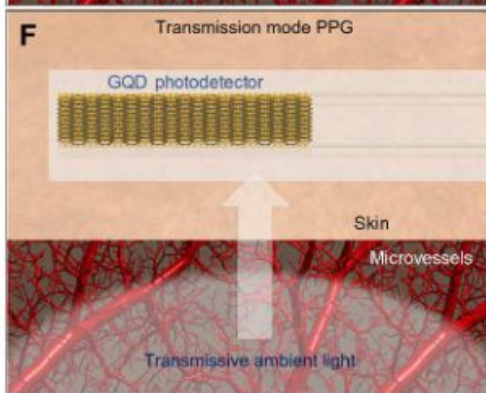 F
Transmission mode PPG
GQD photodetector
Skin
Microvessels
Transmissive ambient light